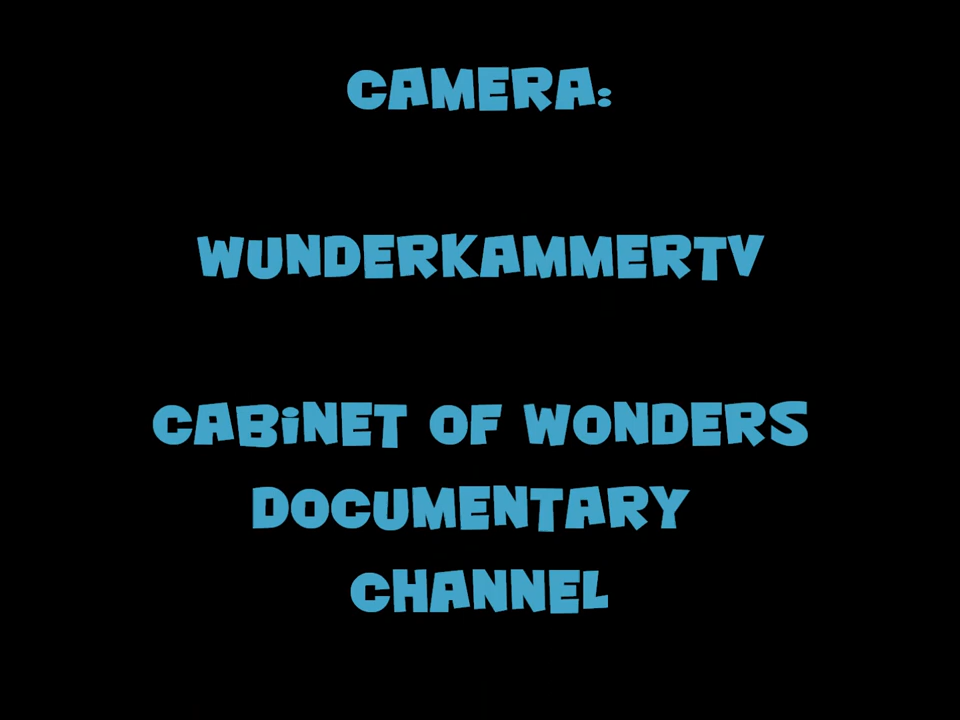 CAMERA:
WUNDERKAMMERTV
CABiNET OF WONDERS
DOCUMENTARY
CHANNEL